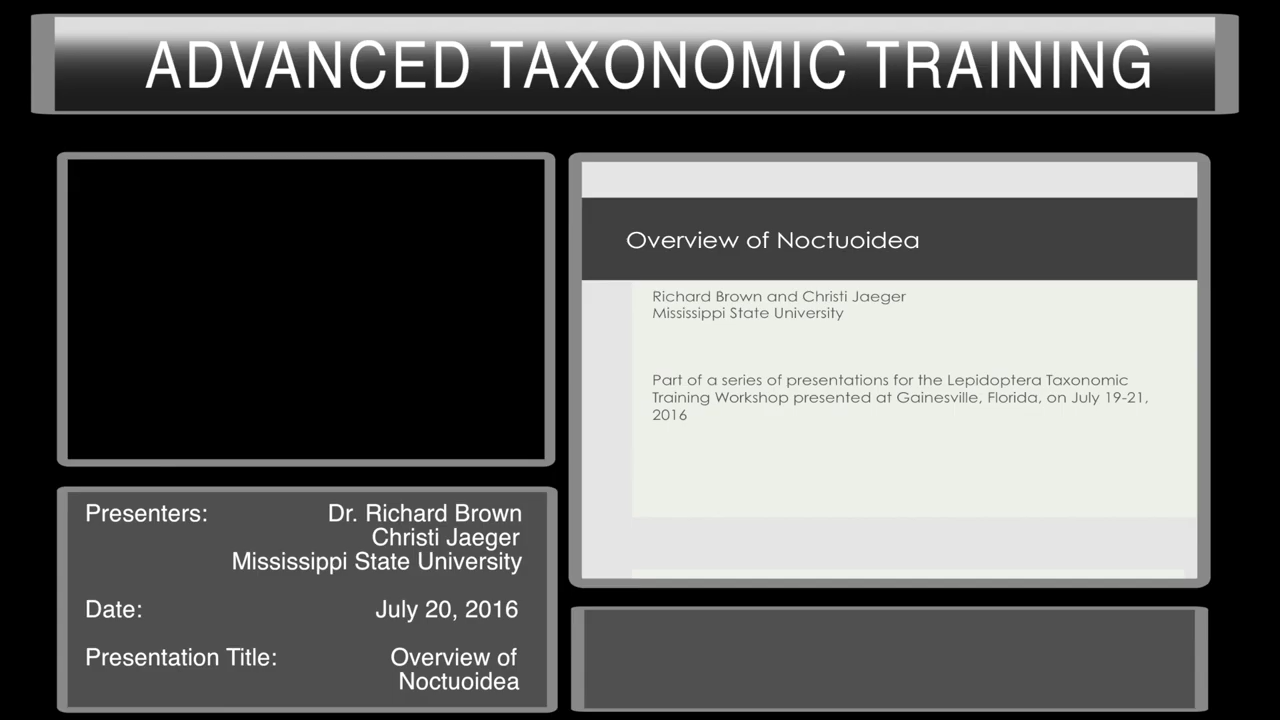 ADVANCED TAXONOMIC TRAINING
Overview of Noctuoidea
Richard Brown and Christi Jaeger
Mississippi State University
Part of a series of presentations for the Lepidoptera Taxonomic
Training Workshop presented at Gainesville, Florida, on July 19-21,
2016
Presenters: Dr. Richard Brown
Christi Jaeger
Mississippi State University
Date: July 20, 2016
Presentation Title: Overview of
Noctuoidea